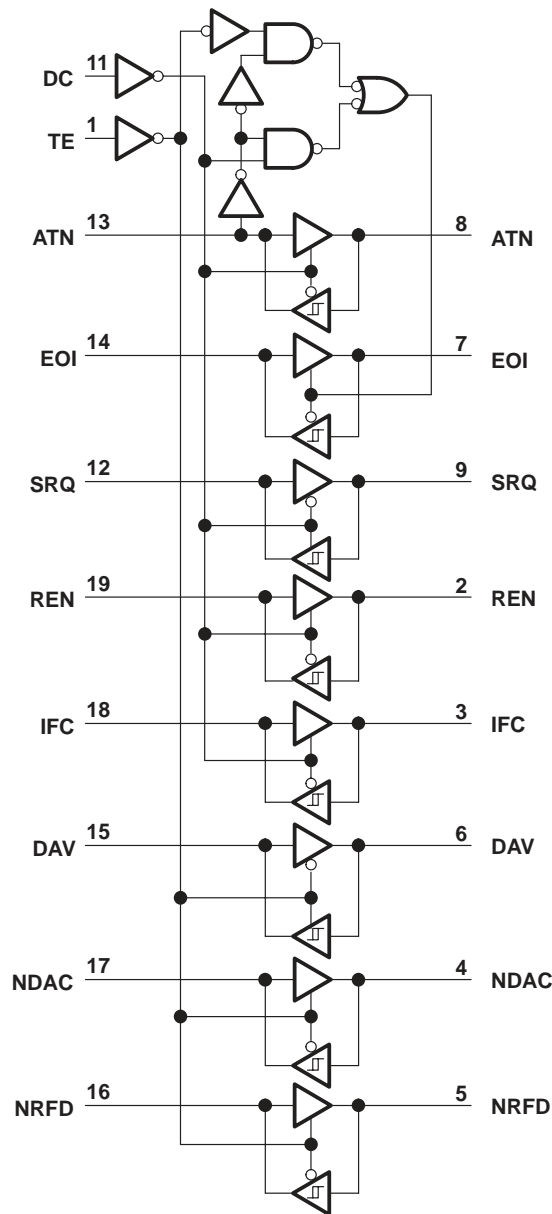 DC 11
TE 1
ATN 13 8 ATN
EOI 14 7 EOI
SRQ 12 9 SRQ
REN 19 2 REN
IFC 18 3 IFC
DAV 15 6 DAV
NDAC 17 4 NDAC
NRFD 16 5 NRFD